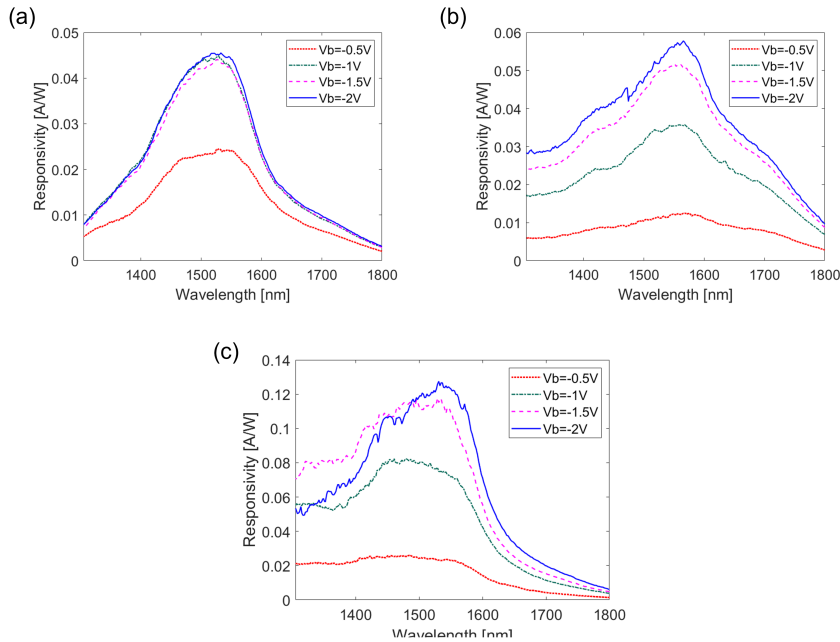 (a)
0.05
0.04
0.03
0.02
0.01
0
Responsivity [A/W]
1400 1500 1600 1700 1800
Wavelength [nm]
Vb=-0.5V
Vb=-1V
Vb=-1.5V
Vb=-2V
(b)
0.06
0.05
0.04
0.03
0.02
0.01
0
Responsivity [A/W]
1400 1500 1600 1700 1800
Wavelength [nm]
Vb=-0.5V
Vb=-1V
Vb=-1.5V
Vb=-2V
(c)
0.14
0.12
0.1
0.08
0.06
0.04
0.02
0
Responsivity [A/W]
1400 1500 1600 1700 1800
Wavelength [nm]
Vb=-0.5V
Vb=-1V
Vb=-1.5V
Vb=-2V